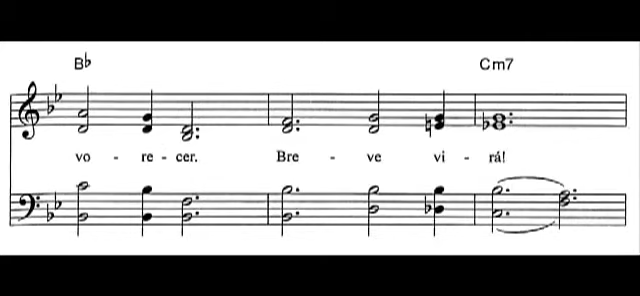 B♭ Cm7
vo - re - cer. Bre - ve vi - rá!